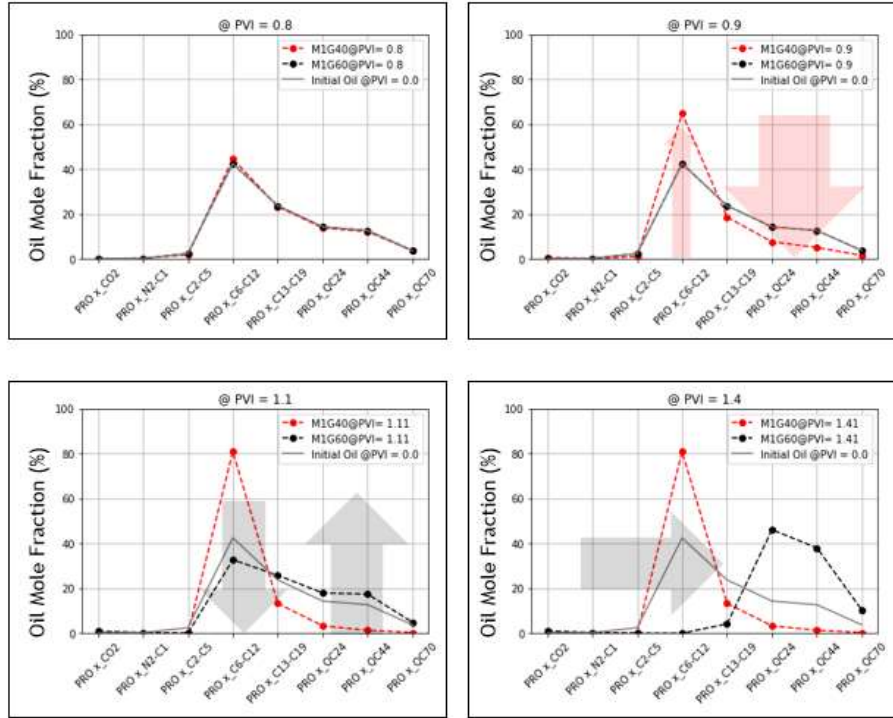 @ PVI = 0.8
Oil Mole Fraction (%)
100
80
60
40
20
0
M1G40@PVI= 0.8
M1G60@PVI= 0.8
Initial Oil @PVI = 0.0
PRO x_CO2
PRO x_N2-C1
PRO x_C2-C5
PRO x_C6-C12
PRO x_C13-C19
PRO x_QC24
PRO x_QC44
PRO x_QC70
@ PVI = 0.9
Oil Mole Fraction (%)
100
80
60
40
20
0
M1G40@PVI= 0.9
M1G60@PVI= 0.9
Initial Oil @PVI = 0.0
PRO x_CO2
PRO x_N2-C1
PRO x_C2-C5
PRO x_C6-C12
PRO x_C13-C19
PRO x_QC24
PRO x_QC44
PRO x_QC70
@ PVI = 1.1
Oil Mole Fraction (%)
100
80
60
40
20
0
M1G40@PVI= 1.11
M1G60@PVI= 1.11
Initial Oil @PVI = 0.0
PRO x_CO2
PRO x_N2-C1
PRO x_C2-C5
PRO x_C6-C12
PRO x_C13-C19
PRO x_QC24
PRO x_QC44
PRO x_QC70
@ PVI = 1.4
Oil Mole Fraction (%)
100
80
60
40
20
0
M1G40@PVI= 1.41
M1G60@PVI= 1.41
Initial Oil @PVI = 0.0
PRO x_CO2
PRO x_N2-C1
PRO x_C2-C5
PRO x_C6-C12
PRO x_C13-C19
PRO x_QC24
PRO x_QC44
PRO x_QC70